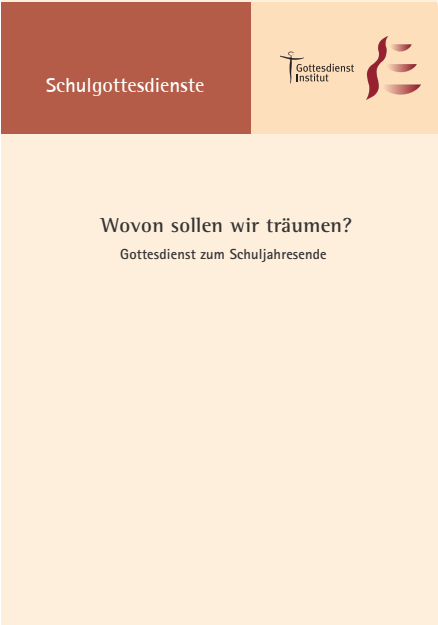 Schulgottesdienste
Gottesdienst
Institut
Wovon sollen wir träumen?
Gottesdienst zum Schuljahresende